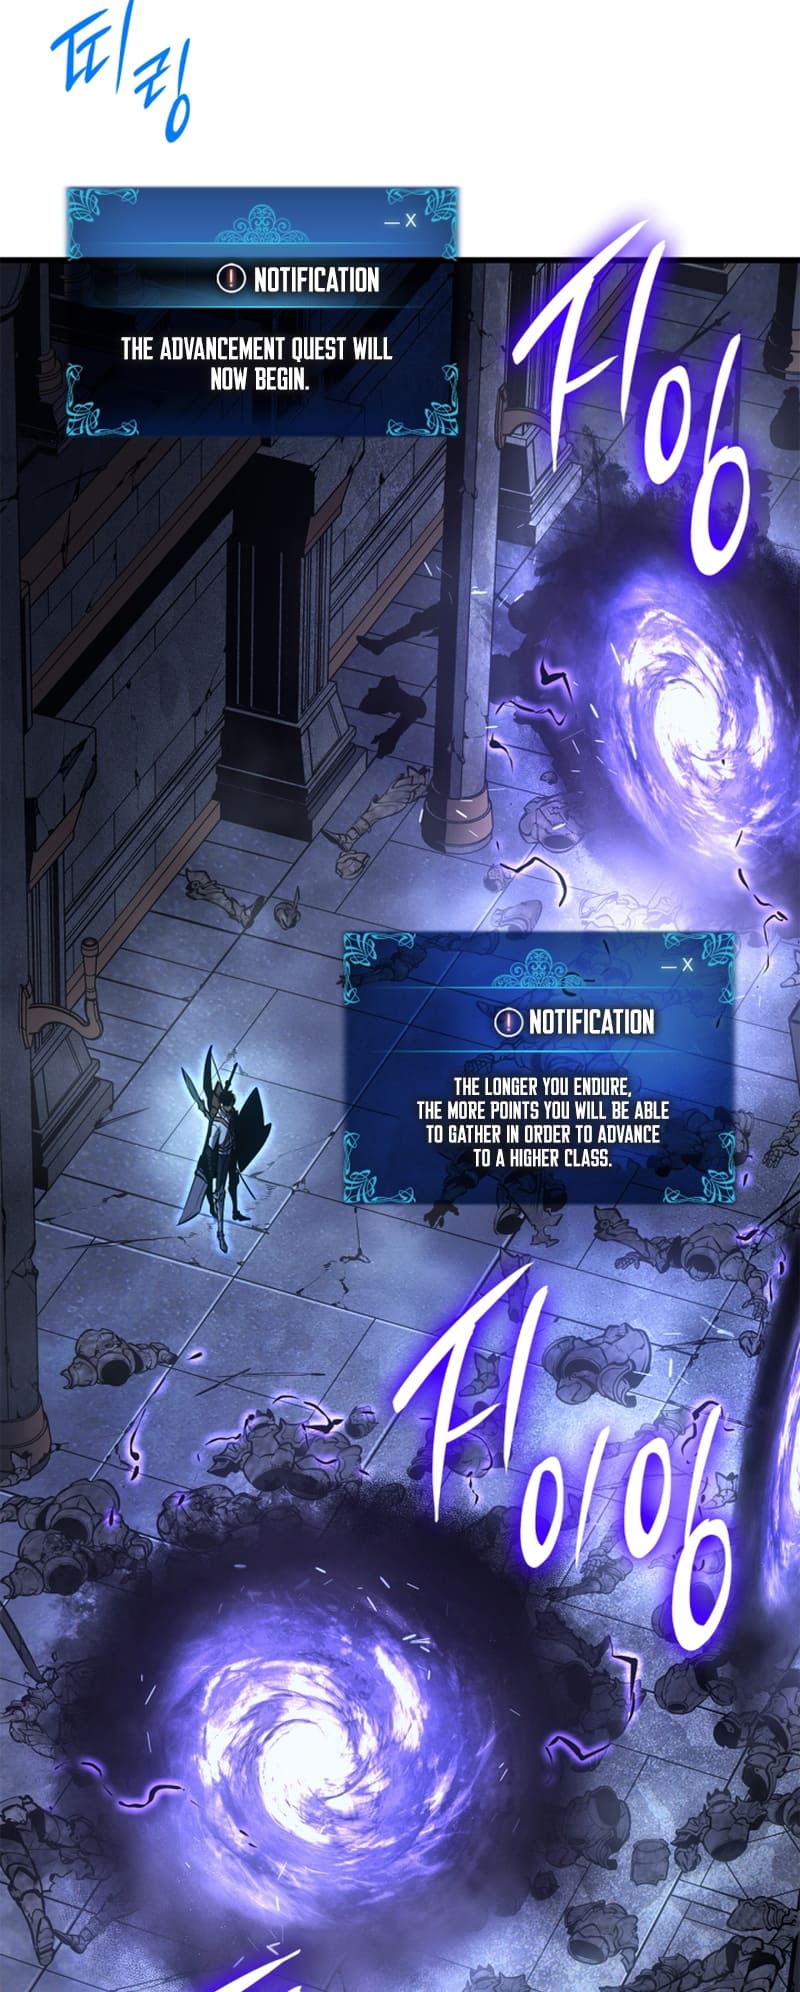 띠링
— X
! NOTIFICATION
THE ADVANCEMENT QUEST WILL
NOW BEGIN.
지잉
— X
! NOTIFICATION
THE LONGER YOU ENDURE,
THE MORE POINTS YOU WILL BE ABLE
TO GATHER IN ORDER TO ADVANCE
TO A HIGHER CLASS.
지이잉